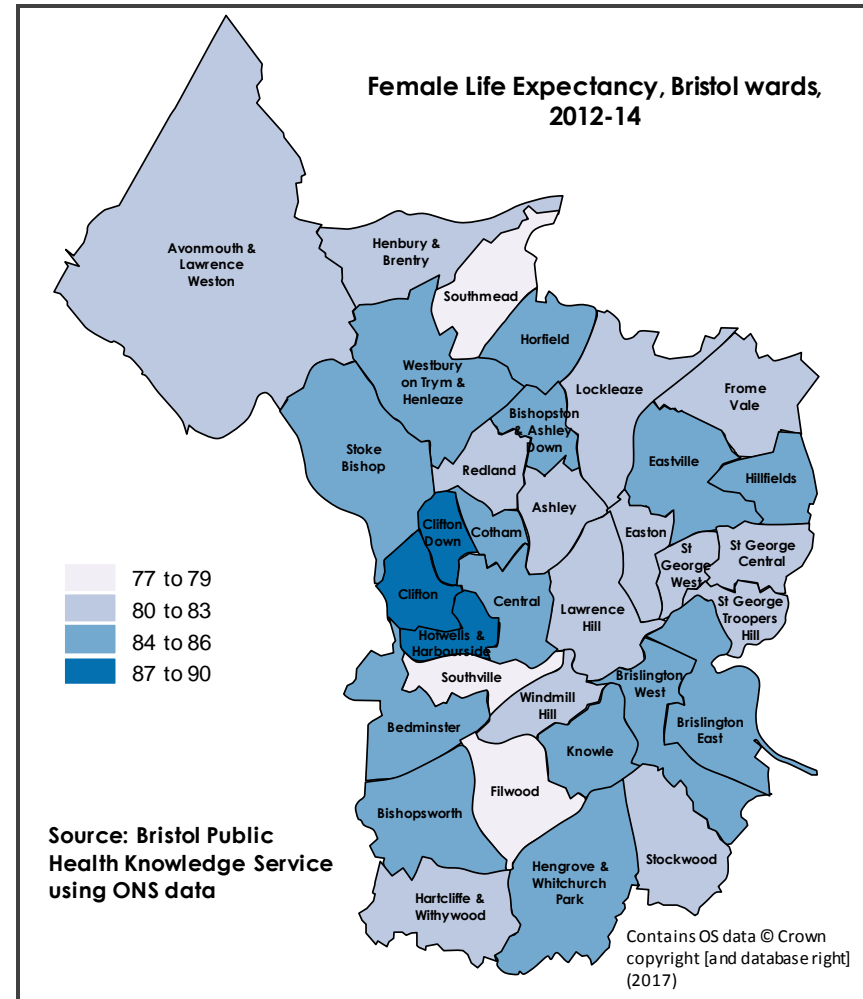 Female Life Expectancy, Bristol wards,
2012-14
Avonmouth &
Lawrence
Weston
Henbury &
Brentry
Southmead
Horfield
Westbury
on Trym &
Henleaze
Lockleaze
Frome
Vale
Bishopston
& Ashley
Down
Stoke
Bishop
Redland
Eastville
Hillfields
Clifton
Down
Cotham
Ashley
Easton
St
George
West
St George
Central
77 to 79
80 to 83
84 to 86
87 to 90
Clifton
Central
Lawrence
Hill
St George
Troopers
Hill
Hotwells &
Harbourside
Southville
Windmill
Hill
Brislington
West
Brislington
East
Bedminster
Knowle
Filwood
Bishopsworth
Stockwood
Hengrove &
Whitchurch
Park
Hartcliffe &
Withywood
Source: Bristol Public
Health Knowledge Service
using ONS data
Contains OS data © Crown
copyright [and database right]
(2017)